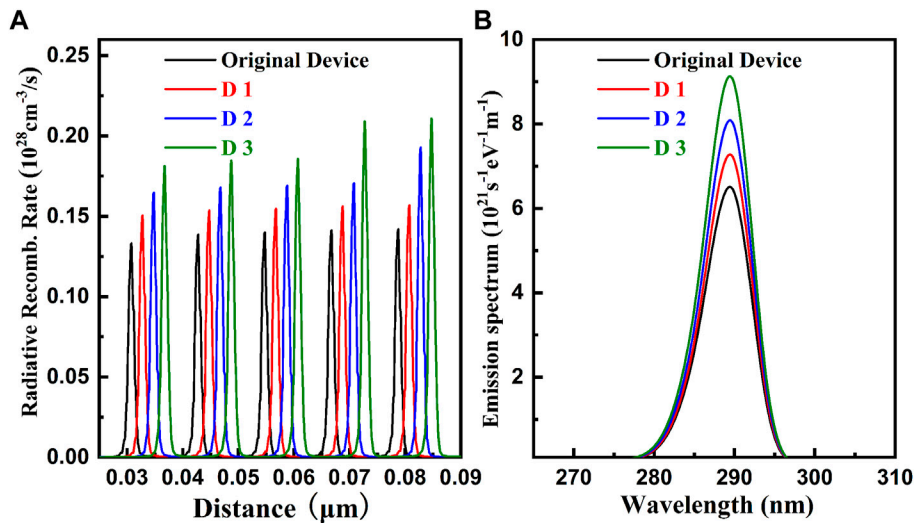 A
Radiative Recomb. Rate (10²⁸cm⁻³/s)
0.25
0.20
0.15
0.10
0.05
0.00
Original Device
D 1
D 2
D 3
0.03 0.04 0.05 0.06 0.07 0.08 0.09
Distance (μm)
B
Emission spectrum (10²¹s⁻¹eV⁻¹m⁻¹)
10
8
6
4
2
Original Device
D 1
D 2
D 3
270 280 290 300 310
Wavelength (nm)